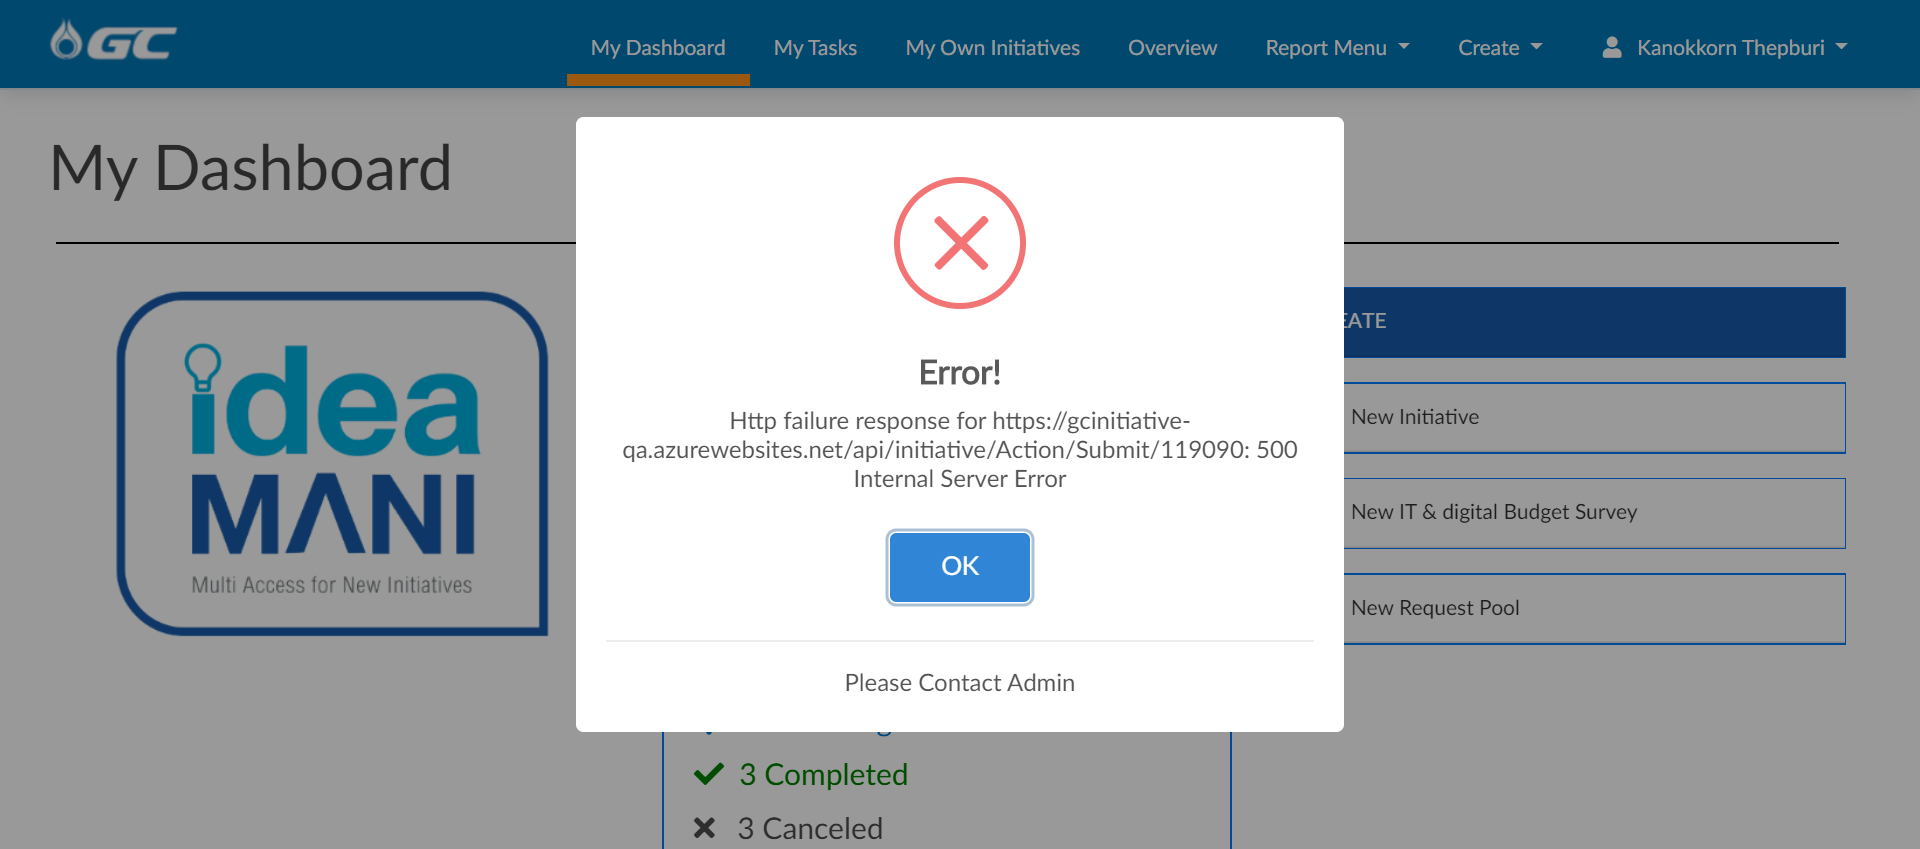 GC
My Dashboard
My Tasks
My Own Initiatives
Overview
Report Menu
Create
Kanokkorn Thepburi
My Dashboard
idea
MANI
Multi Access for New Initiatives
Error!
Http failure response for https://gcinitiative-
qa.azurewebsites.net/api/initiative/Action/Submit/119090: 500
Internal Server Error
OK
Please Contact Admin
EATE
New Initiative
New IT & digital Budget Survey
New Request Pool
3 Completed
3 Canceled